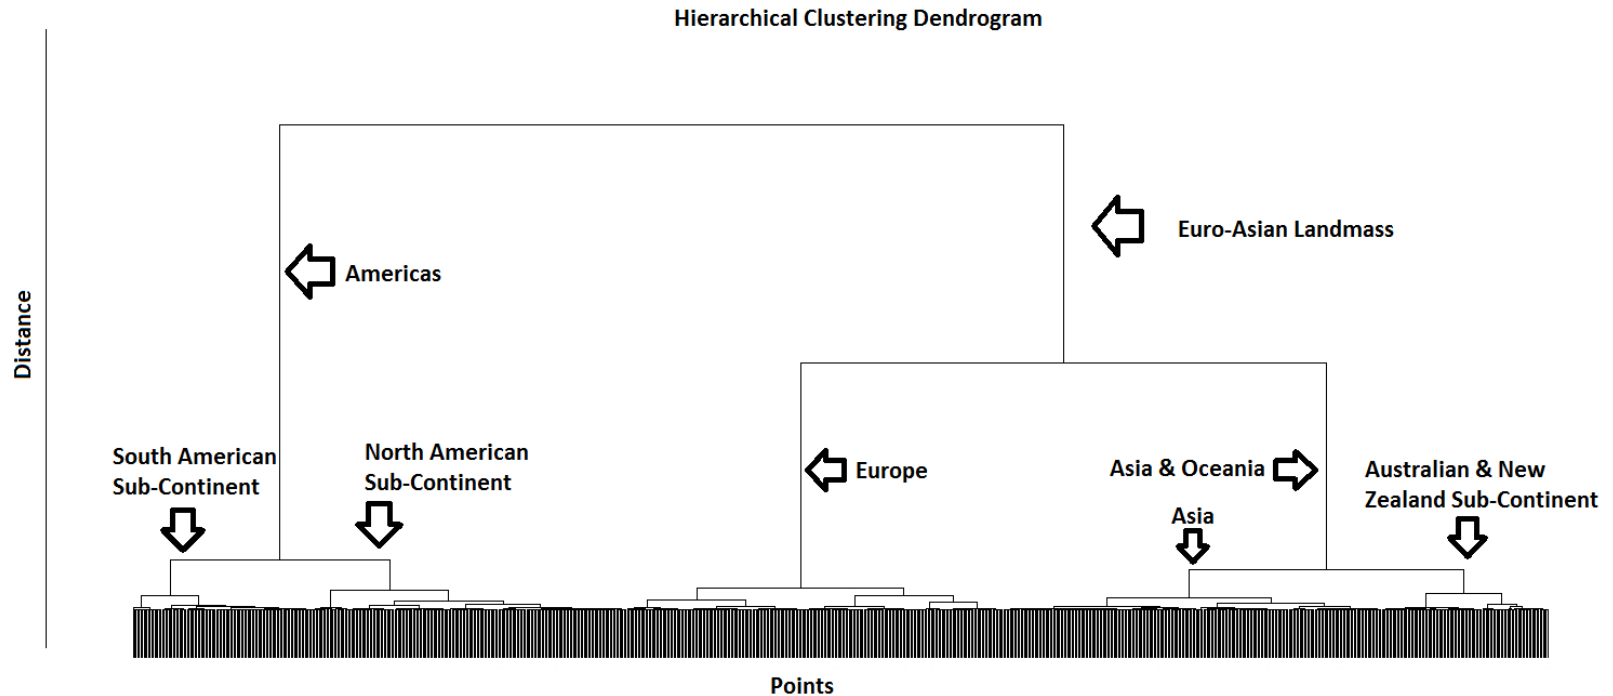 Hierarchical Clustering Dendrogram
Euro-Asian Landmass
Americas
Distance
South American
Sub-Continent
North American
Sub-Continent
Europe
Asia & Oceania
Asia
Australian & New
Zealand Sub-Continent
Points